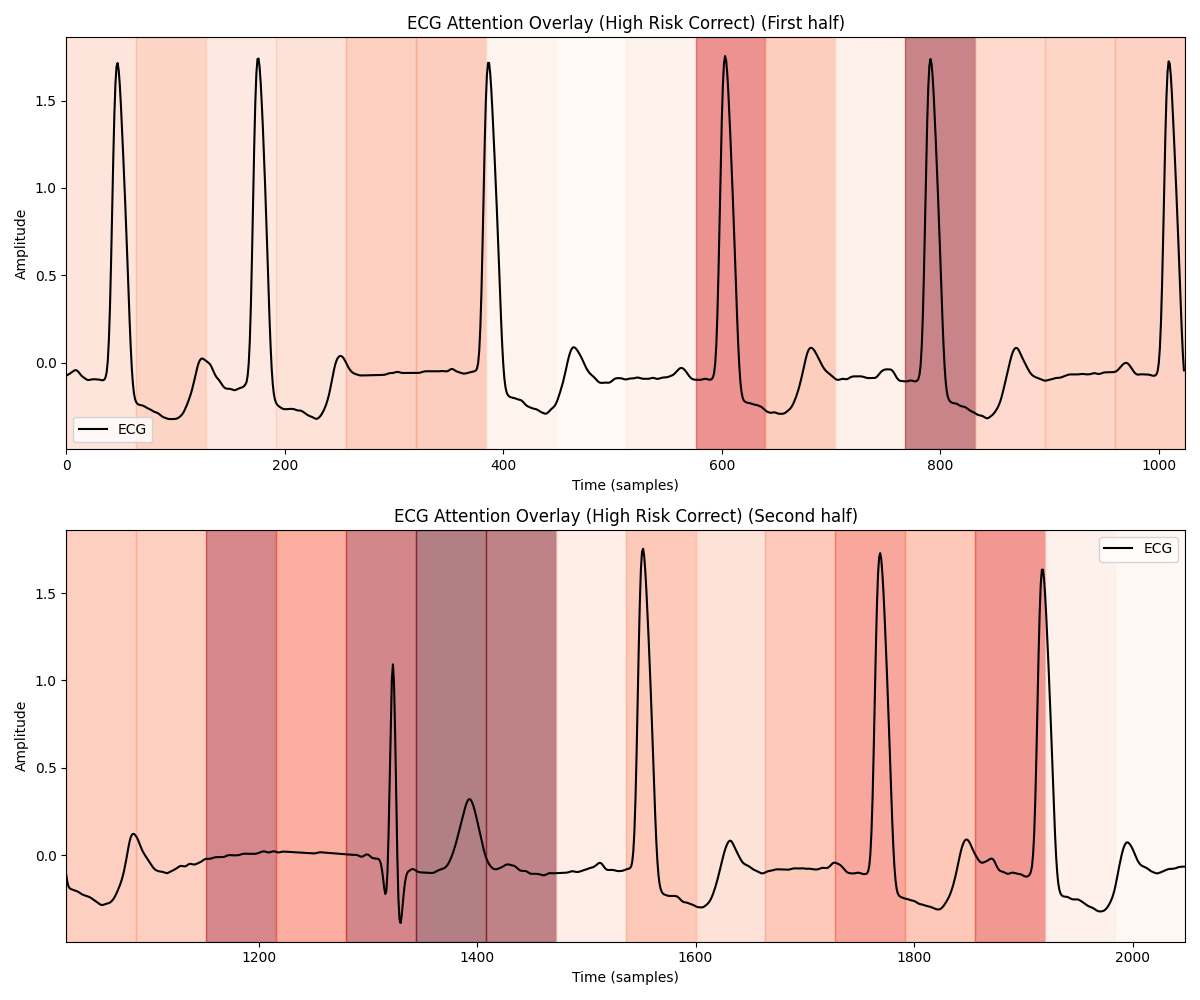 ECG Attention Overlay (High Risk Correct) (First half)
Amplitude
1.5
1.0
0.5
0.0
ECG
0 200 400 600 800 1000
Time (samples)
ECG Attention Overlay (High Risk Correct) (Second half)
Amplitude
ECG
1.5
1.0
0.5
0.0
1200 1400 1600 1800 2000
Time (samples)